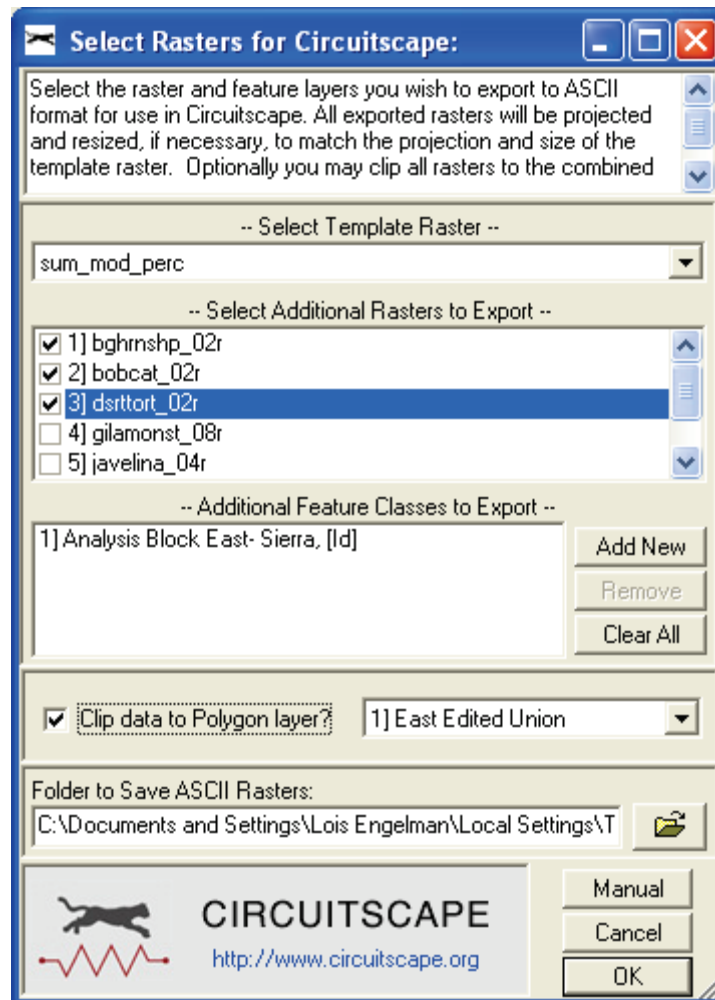 Select Rasters for Circuitscape:
Select the raster and feature layers you wish to export to ASCII
format for use in Circuitscape. All exported rasters will be projected
and resized, if necessary, to match the projection and size of the
template raster.  Optionally you may clip all rasters to the combined
-- Select Template Raster --
sum_mod_perc
-- Select Additional Rasters to Export --
1] bghrnshp_02r
2] bobcat_02r
3] dsrttort_02r
4] gilamonst_08r
5] javelina_04r
-- Additional Feature Classes to Export --
1] Analysis Block East- Sierra, [Id]
Add New
Remove
Clear All
Clip data to Polygon layer?
1] East Edited Union
Folder to Save ASCII Rasters:
C:\Documents and Settings\Lois Engelman\Local Settings\T
CIRCUITSCAPE
http://www.circuitscape.org
Manual
Cancel
OK